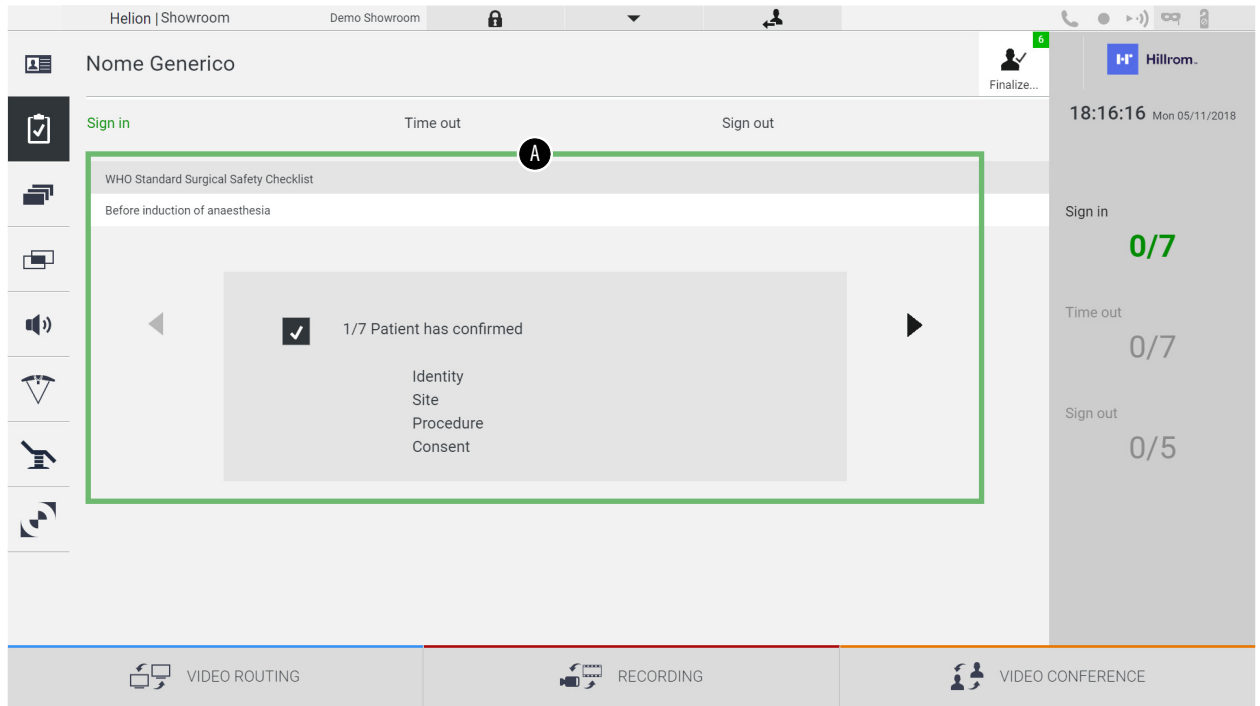 Helion | Showroom
Demo Showroom
Nome Generico
6
Finalize...
Hillrom™
18:16:16 Mon 05/11/2018
Sign in
Time out
Sign out
A
WHO Standard Surgical Safety Checklist
Before induction of anaesthesia
1/7 Patient has confirmed
Identity
Site
Procedure
Consent
Sign in
0/7
Time out
0/7
Sign out
0/5
VIDEO ROUTING
RECORDING
VIDEO CONFERENCE